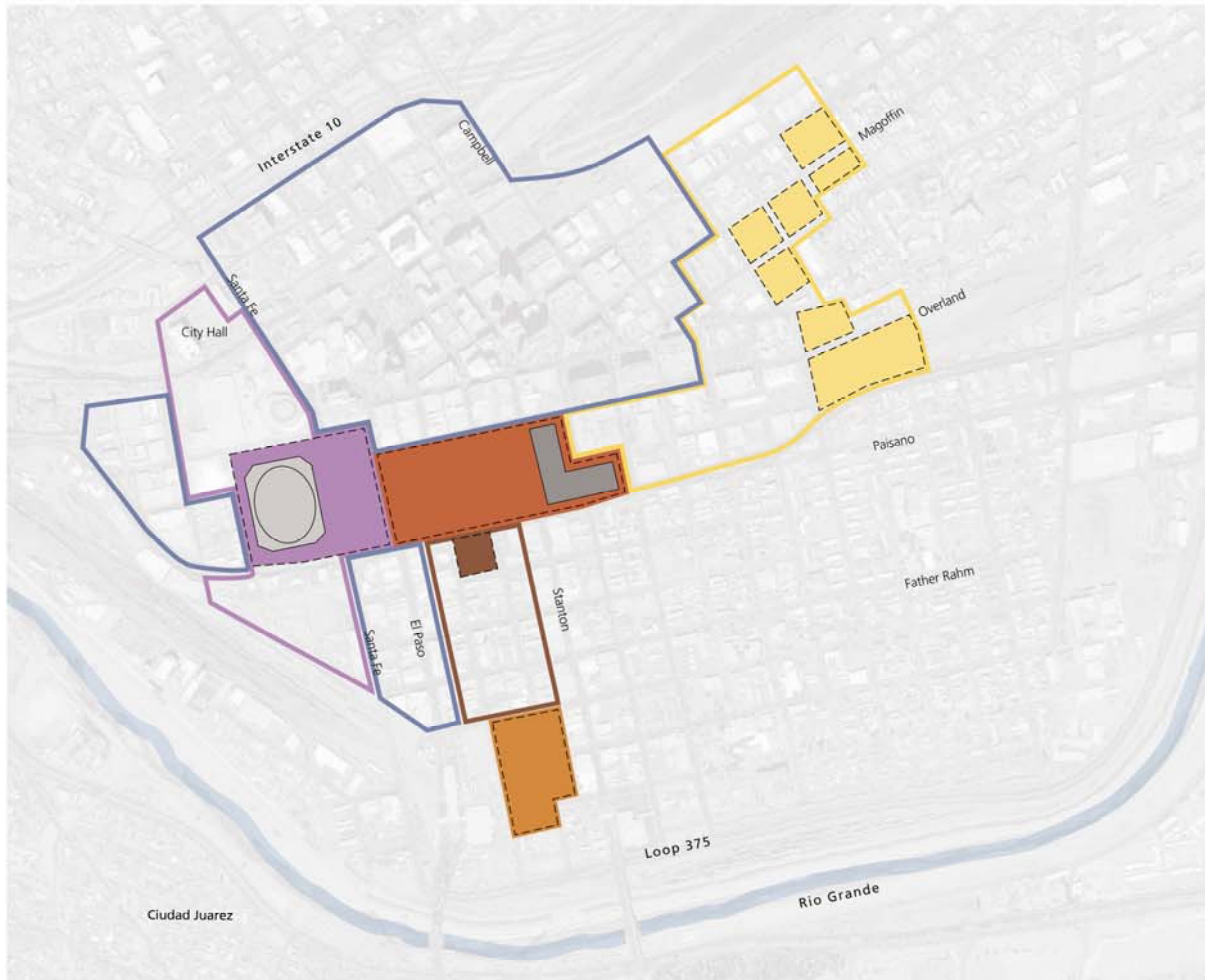 Interstate 10
Campbell
Magoffin
Santa Fe
Overland
City Hall
Paisano
Father Rahm
Stanton
El Paso
Santa Fe
Loop 375
Rio Grande
Ciudad Juarez